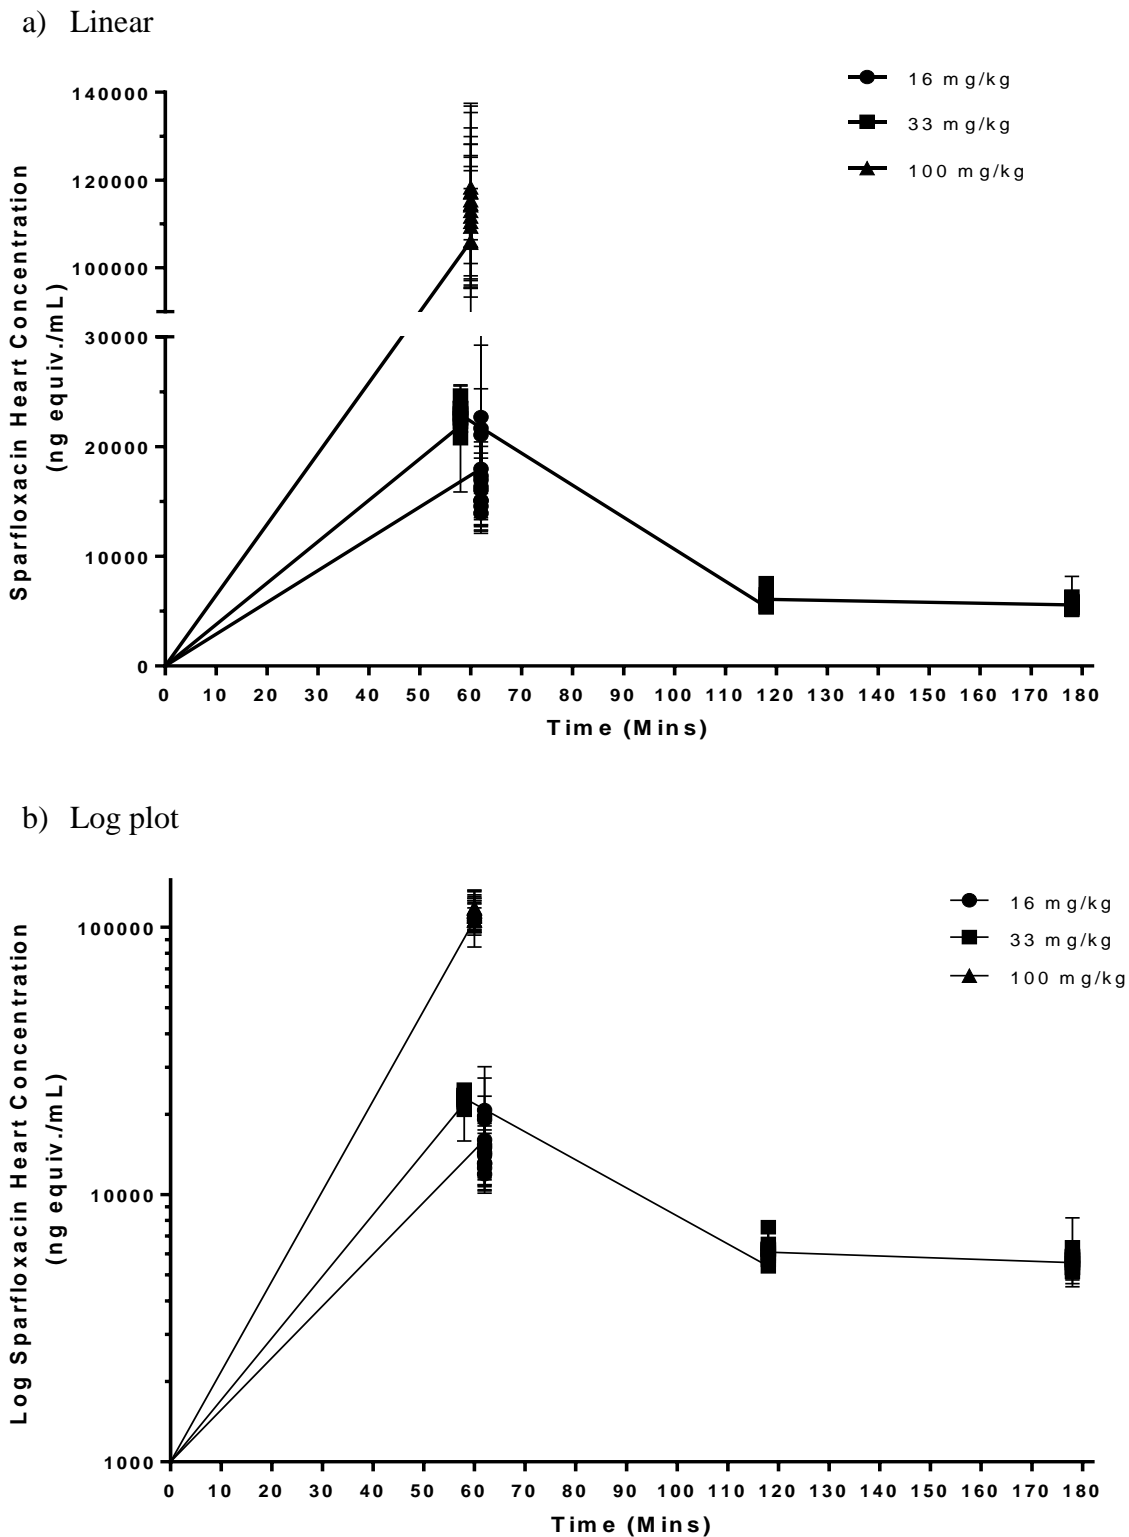 a) Linear
16 mg/kg
33 mg/kg
100 mg/kg
Sparfloxacin Heart Concentration
(ng equiv./mL)
140000
120000
100000
30000
20000
10000
0
0 10 20 30 40 50 60 70 80 90 100 110 120 130 140 150 160 170 180
Time (Mins)
b) Log plot
16 mg/kg
33 mg/kg
100 mg/kg
Log Sparfloxacin Heart Concentration
(ng equiv./mL)
100000
10000
1000
0 10 20 30 40 50 60 70 80 90 100 110 120 130 140 150 160 170 180
Time (Mins)